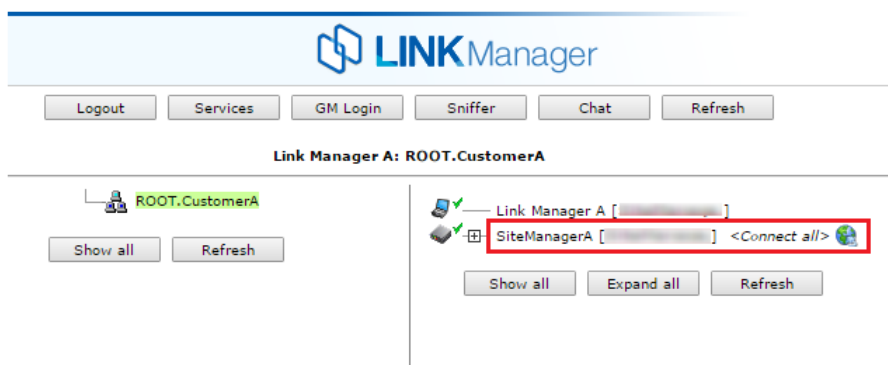 LINKManager
Logout Services GM Login Sniffer Chat Refresh
Link Manager A: ROOT.CustomerA
ROOT.CustomerA
Show all Refresh
Link Manager A [ ]
SiteManagerA [ ] <Connect all>
Show all Expand all Refresh